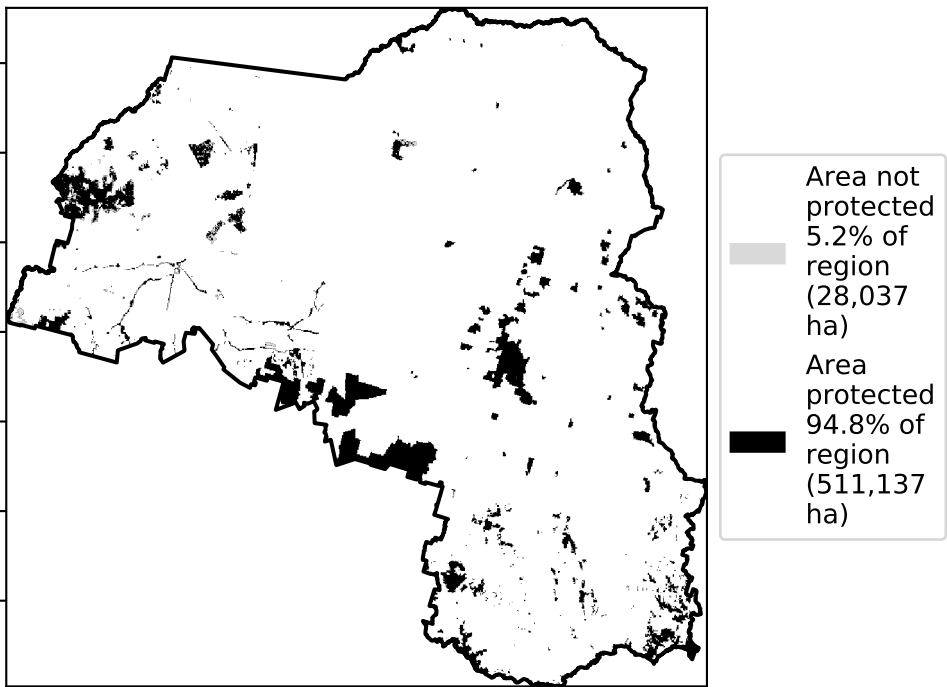 Area not
protected
5.2% of
region
(28,037
ha)
Area
protected
94.8% of
region
(511,137
ha)